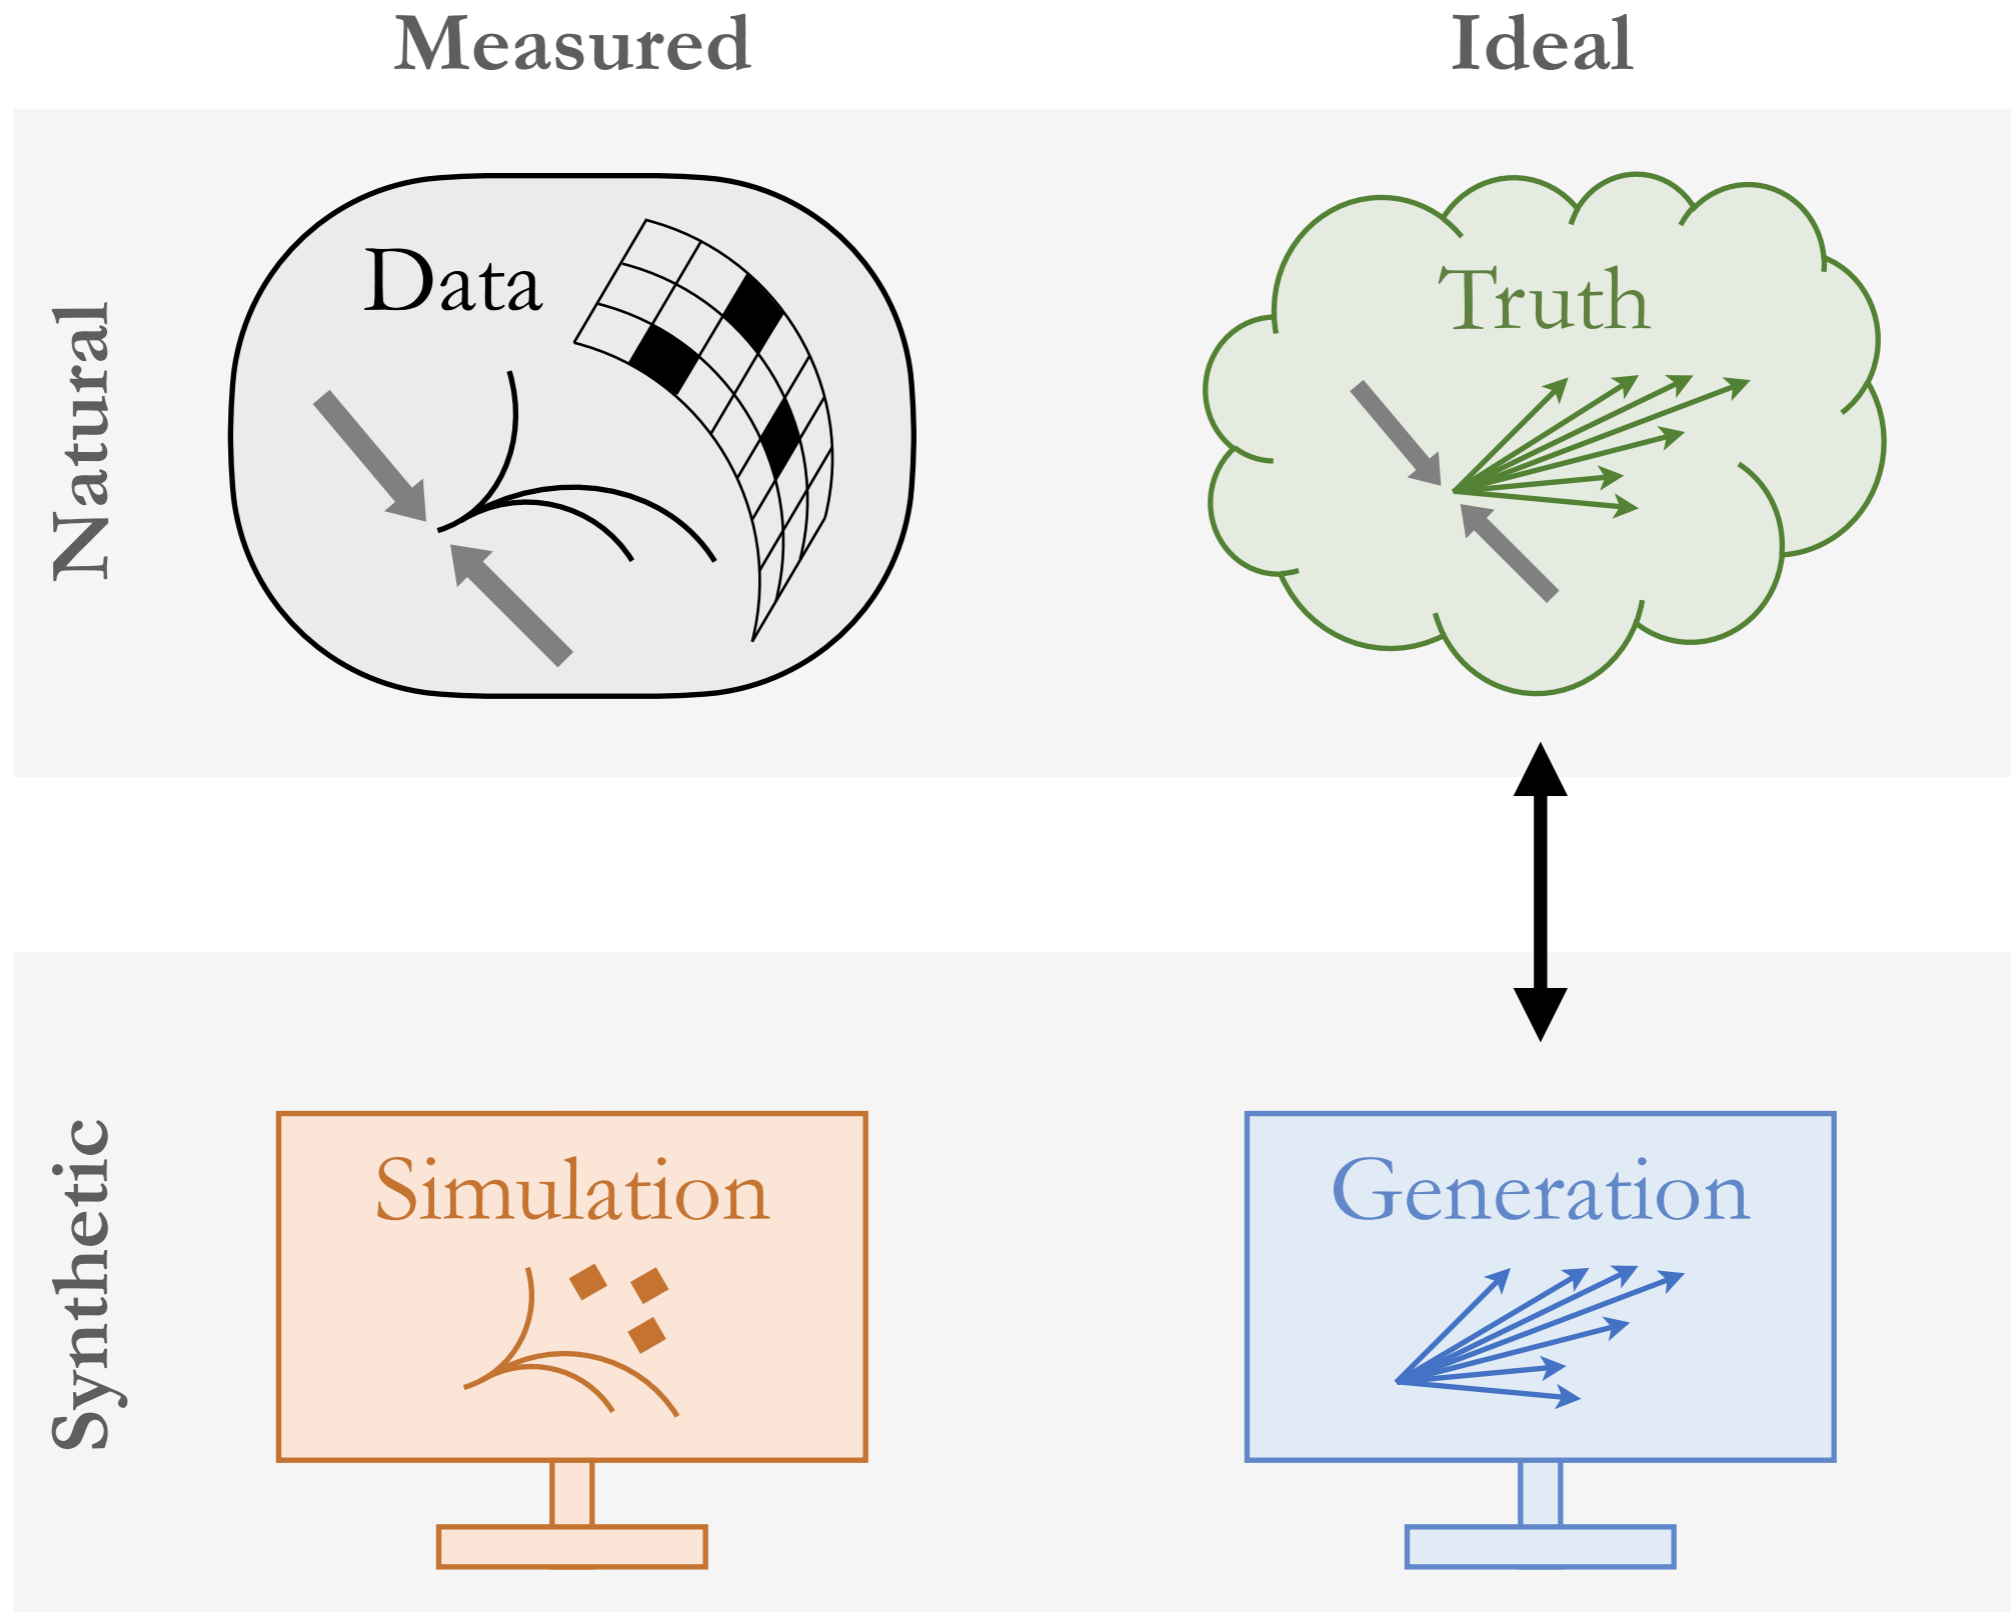 Measured
Ideal
Natural
Data
Truth
Synthetic
Simulation
Generation